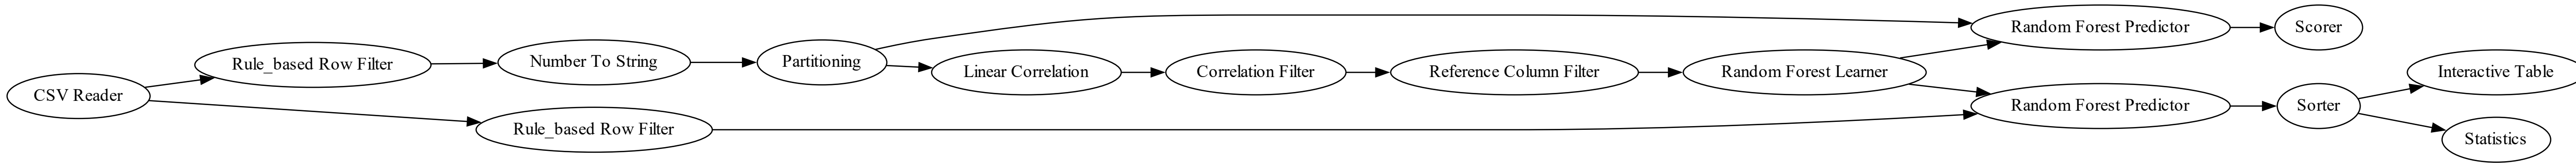 CSV Reader
Rule_based Row Filter
Number To String
Partitioning
Linear Correlation
Correlation Filter
Reference Column Filter
Random Forest Learner
Random Forest Predictor
Scorer
Rule_based Row Filter
Random Forest Predictor
Sorter
Interactive Table
Statistics